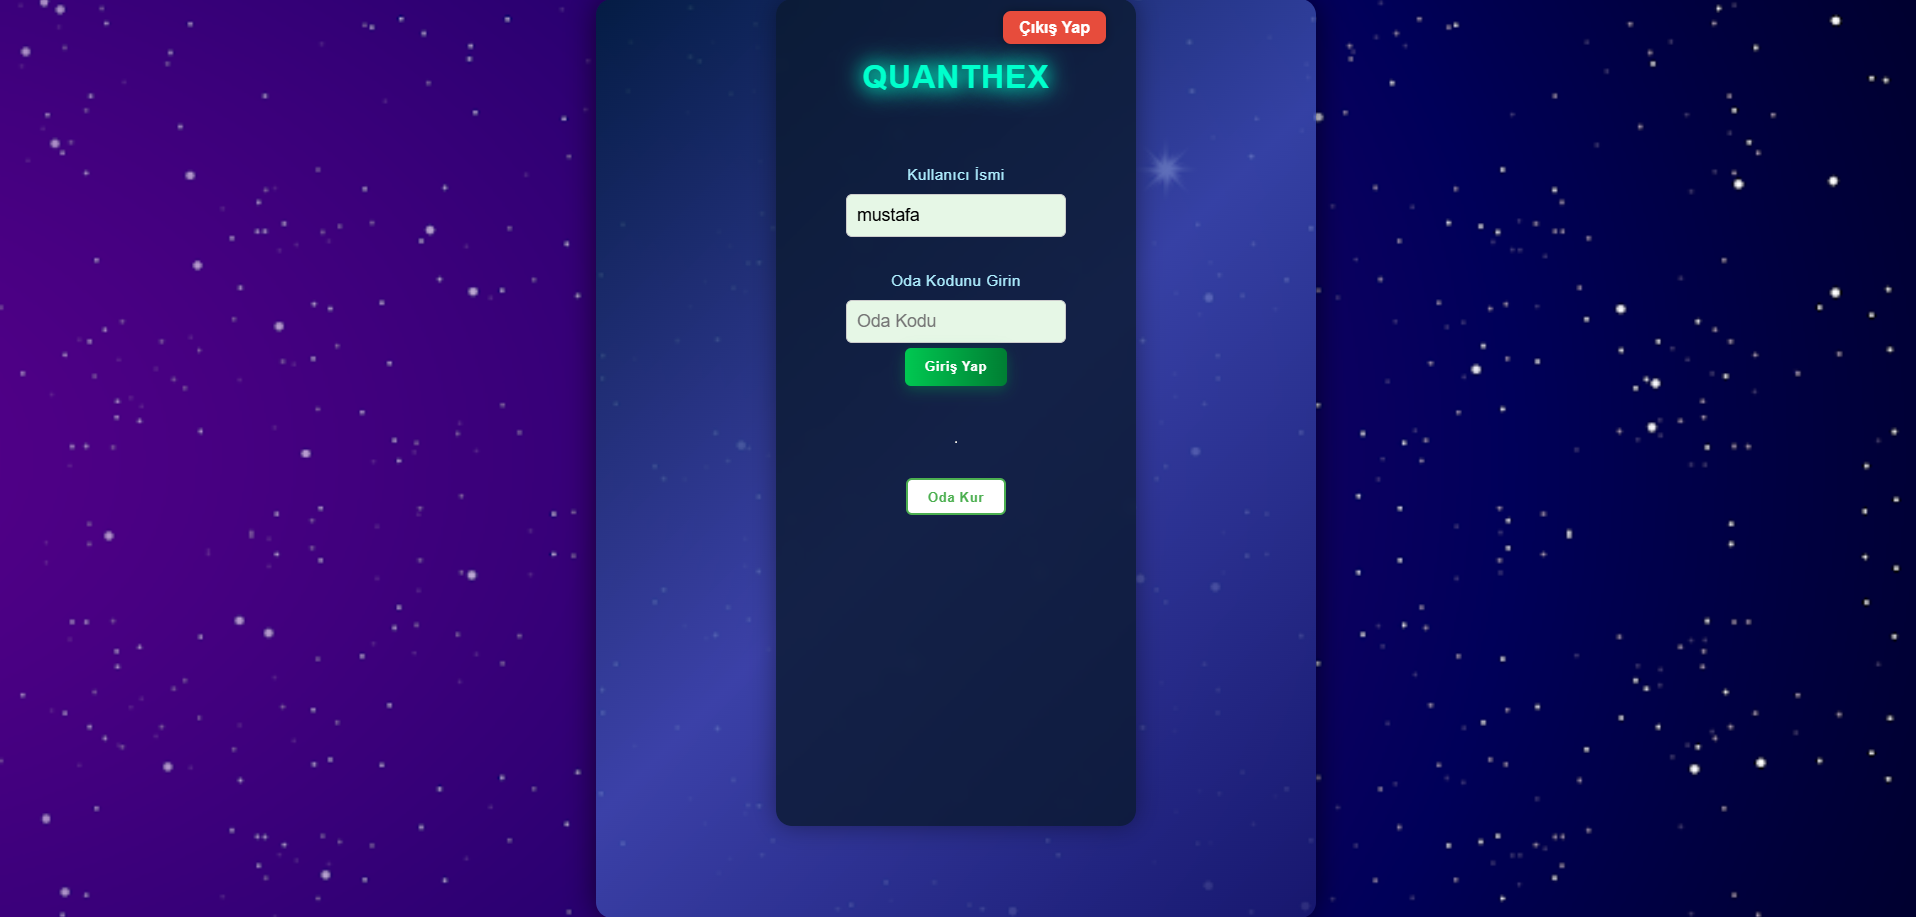 Çıkış Yap
QUANTHEX
Kullanıcı İsmi
mustafa
Oda Kodunu Girin
Oda Kodu
Giriş Yap
.
Oda Kur